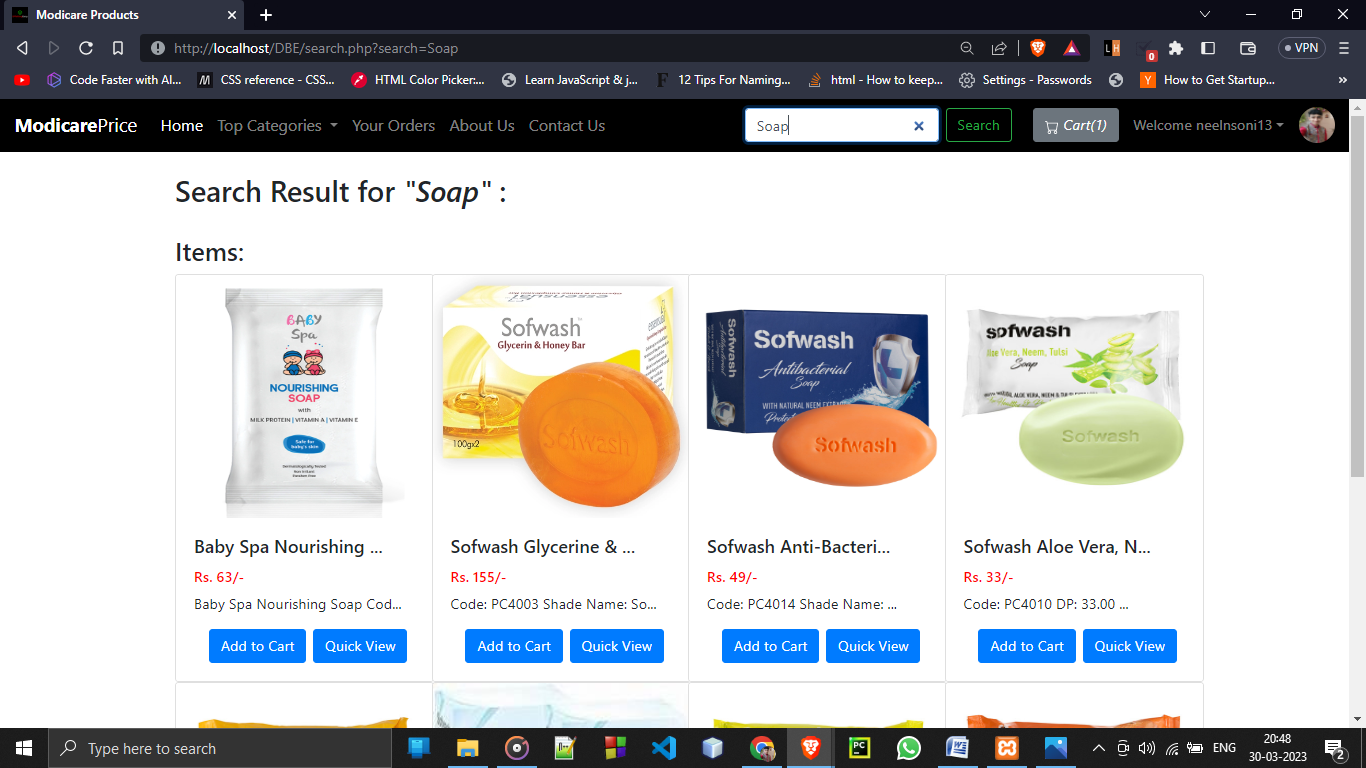 Modicare Products
http://localhost/DBE/search.php?search=Soap
VPN
0
Code Faster with AI...
CSS reference - CSS...
HTML Color Picker:...
Learn JavaScript & j...
12 Tips For Naming...
html - How to keep...
Settings - Passwords
How to Get Startup...
ModicarePrice
Home
Top Categories
Your Orders
About Us
Contact Us
Soap
Search
Cart(1)
Welcome neelnsoni13
Search Result for "Soap" :
Items:
BABY
Spa
NOURISHING
SOAP
with
MILK PROTEIN | VITAMIN A | VITAMIN E
Safe for
baby's skin
Sofwash
Glycerin & Honey Bar
100gx2
Sofwash
Sofwash
Antibacterial
Soap
WITH NATURAL NEEM
Sofwash
sofwash
Aloe Vera, Neem, Tulsi
Soap
Sofwash
Baby Spa Nourishing ...
Rs. 63/-
Baby Spa Nourishing Soap Cod...
Add to Cart
Quick View
Sofwash Glycerine & ...
Rs. 155/-
Code: PC4003 Shade Name: So...
Add to Cart
Quick View
Sofwash Anti-Bacteri...
Rs. 49/-
Code: PC4014 Shade Name: ...
Add to Cart
Quick View
Sofwash Aloe Vera, N...
Rs. 33/-
Code: PC4010 DP: 33.00 ...
Add to Cart
Quick View
Type here to search
ENG
20:48
30-03-2023
2